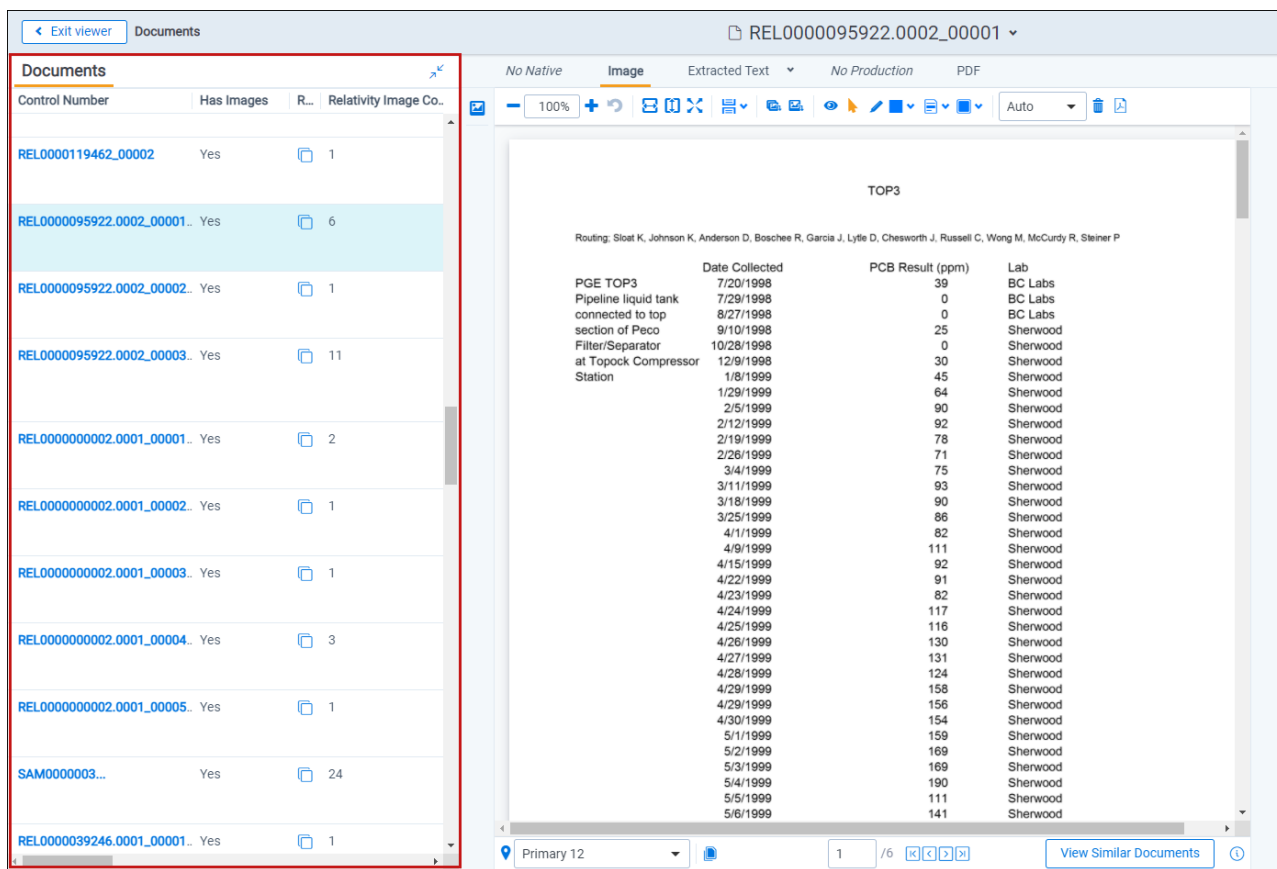 Exit viewer Documents
REL0000095922.0002_00001
Documents
Control Number Has Images R... Relativity Image Co..
REL0000119462_00002 Yes 1
REL0000095922.0002_00001.. Yes 6
REL0000095922.0002_00002.. Yes 1
REL0000095922.0002_00003.. Yes 11
REL0000000002.0001_00001.. Yes 2
REL0000000002.0001_00002.. Yes 1
REL0000000002.0001_00003.. Yes 1
REL0000000002.0001_00004.. Yes 3
REL0000000002.0001_00005.. Yes 1
SAM0000003... Yes 24
REL0000039246.0001_00001.. Yes 1
No Native Image Extracted Text No Production PDF
100% Auto
TOP3
Routing; Sloat K, Johnson K, Anderson D, Boschee R, Garcia J, Lytle D, Chesworth J, Russell C, Wong M, McCurdy R, Steiner P
Date Collected PCB Result (ppm) Lab
PGE TOP3 7/20/1998 39 BC Labs
Pipeline liquid tank 7/29/1998 0 BC Labs
connected to top 8/27/1998 0 BC Labs
section of Peco 9/10/1998 25 Sherwood
Filter/Separator 10/28/1998 0 Sherwood
at Topock Compressor 12/9/1998 30 Sherwood
Station 1/8/1999 45 Sherwood
1/29/1999 64 Sherwood
2/5/1999 90 Sherwood
2/12/1999 92 Sherwood
2/19/1999 78 Sherwood
2/26/1999 71 Sherwood
3/4/1999 75 Sherwood
3/11/1999 93 Sherwood
3/18/1999 90 Sherwood
3/25/1999 86 Sherwood
4/1/1999 82 Sherwood
4/9/1999 111 Sherwood
4/15/1999 92 Sherwood
4/22/1999 91 Sherwood
4/23/1999 82 Sherwood
4/24/1999 117 Sherwood
4/25/1999 116 Sherwood
4/26/1999 130 Sherwood
4/27/1999 131 Sherwood
4/28/1999 124 Sherwood
4/29/1999 158 Sherwood
4/29/1999 156 Sherwood
4/30/1999 154 Sherwood
5/1/1999 159 Sherwood
5/2/1999 169 Sherwood
5/3/1999 169 Sherwood
5/4/1999 190 Sherwood
5/5/1999 111 Sherwood
5/6/1999 141 Sherwood
Primary 12 1 /6 View Similar Documents